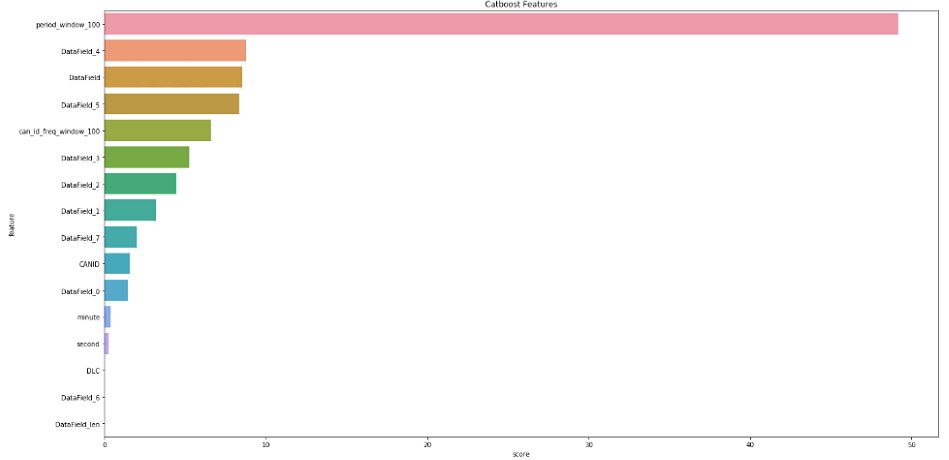 Catboost Features
period_window_100
DataField_4
DataField
DataField_5
can_id_freq_window_100
DataField_3
DataField_2
DataField_1
DataField_7
CANID
DataField_0
minute
second
DLC
DataField_6
DataField_len
feature
0 10 20 30 40 50
score